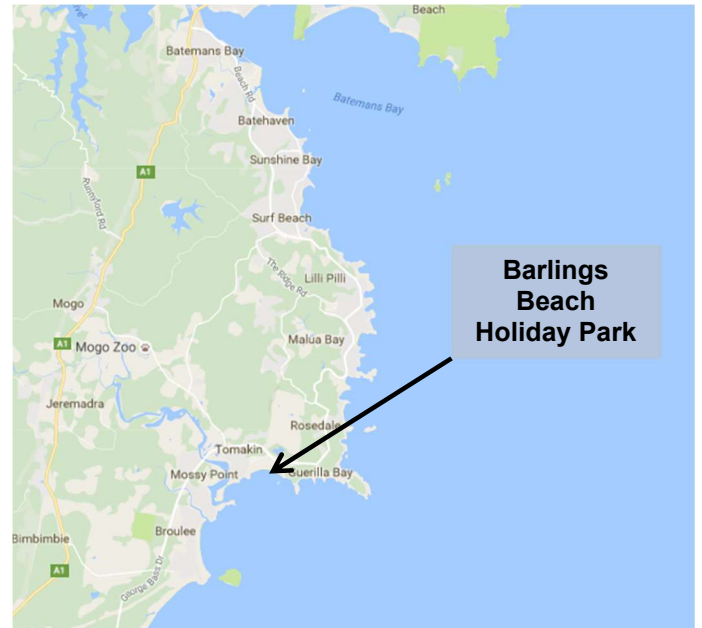 Beach
Batemans Bay
Beach Rd
Batemans Bay
Batehaven
Sunshine Bay
A1
Runnyford Rd
Surf Beach
The Ridge Rd
Lilli Pilli
Barlings
Beach
Holiday Park
Mogo
A1
Mogo Zoo
Malua Bay
Jeremadra
Rosedale
Tomakin
Mossy Point
Guerilla Bay
Broulee
Bimbimbie
A1
George Bass Dr